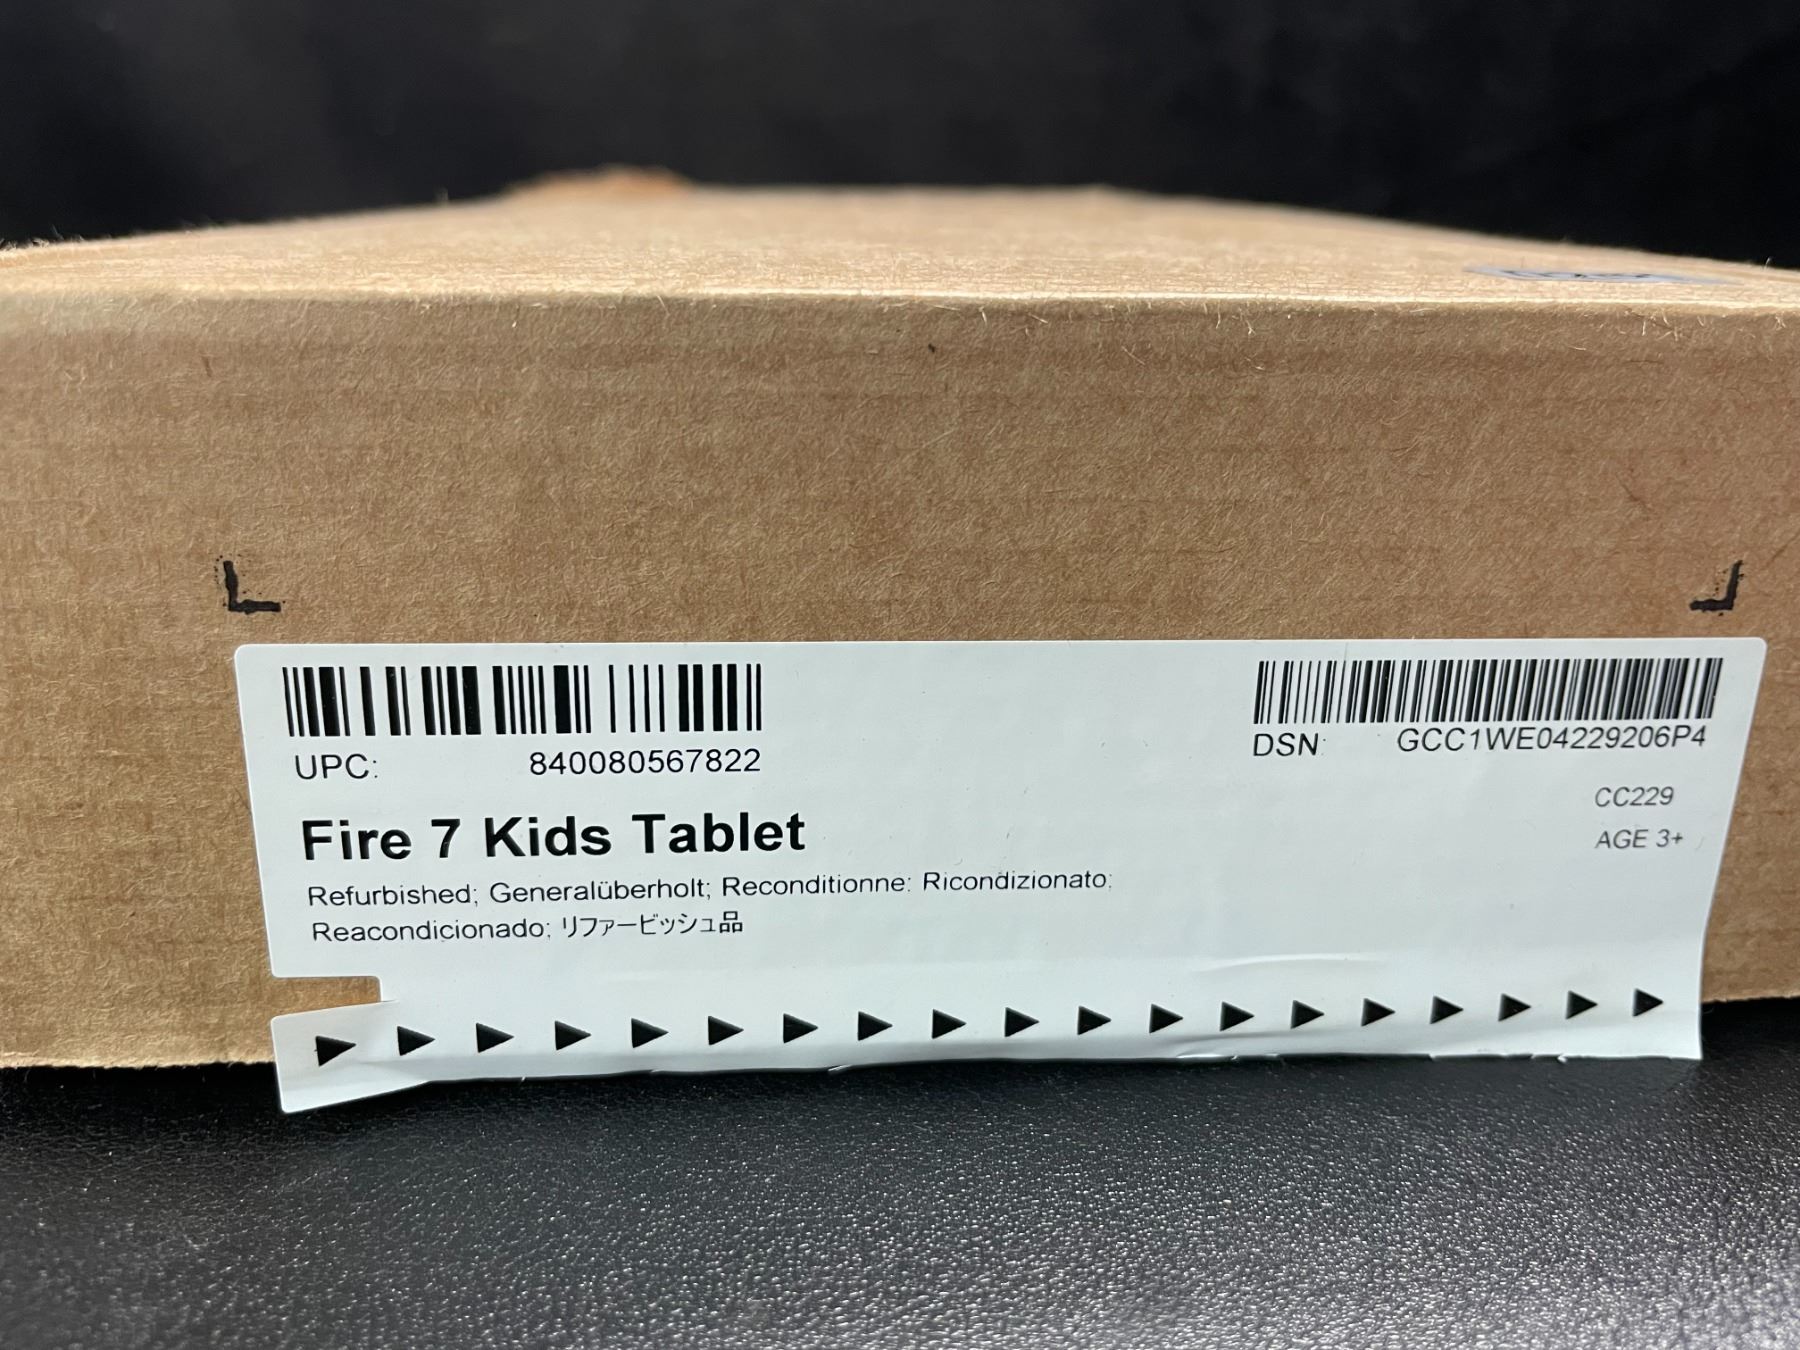 UPC: 840080567822
DSN: GCC1WE04229206P4
CC229
AGE 3+
Fire 7 Kids Tablet
Refurbished; Generalüberholt; Reconditionne; Ricondizionato;
Reacondicionado; リファービッシュ品